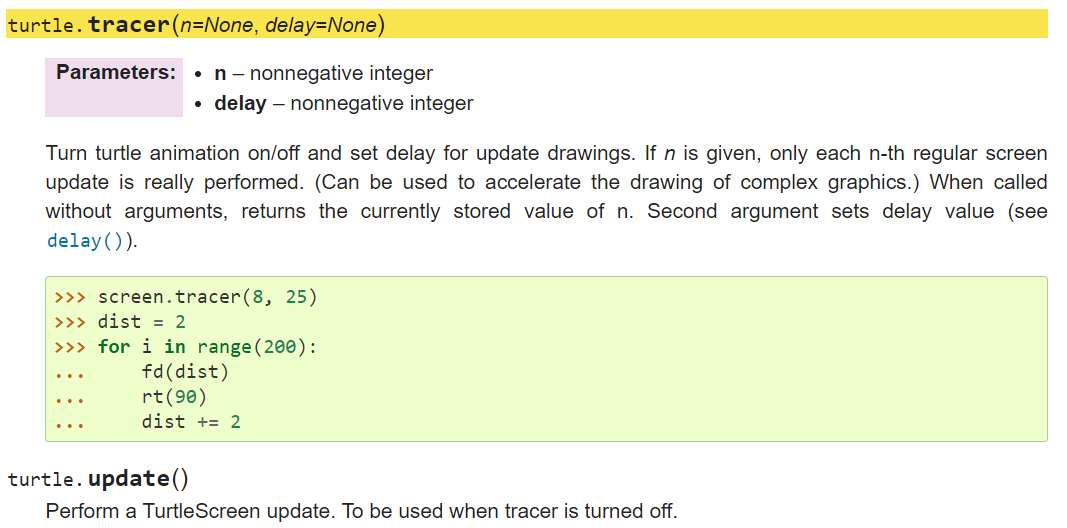 turtle.tracer(n=None, delay=None)
Parameters:
• n – nonnegative integer
• delay – nonnegative integer
Turn turtle animation on/off and set delay for update drawings. If n is given, only each n-th regular screen
update is really performed. (Can be used to accelerate the drawing of complex graphics.) When called
without arguments, returns the currently stored value of n. Second argument sets delay value (see
delay()).
>>> screen.tracer(8, 25)
>>> dist = 2
>>> for i in range(200):
...     fd(dist)
...     rt(90)
...     dist += 2
turtle.update()
Perform a TurtleScreen update. To be used when tracer is turned off.